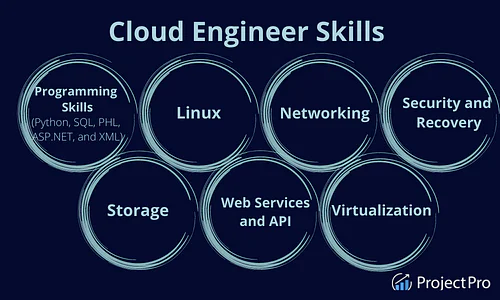 Cloud Engineer Skills
Programming
Skills
(Python, SQL, PHL,
ASP.NET, and XML)
Linux
Networking
Security and
Recovery
Storage
Web Services
and API
Virtualization
ProjectPro